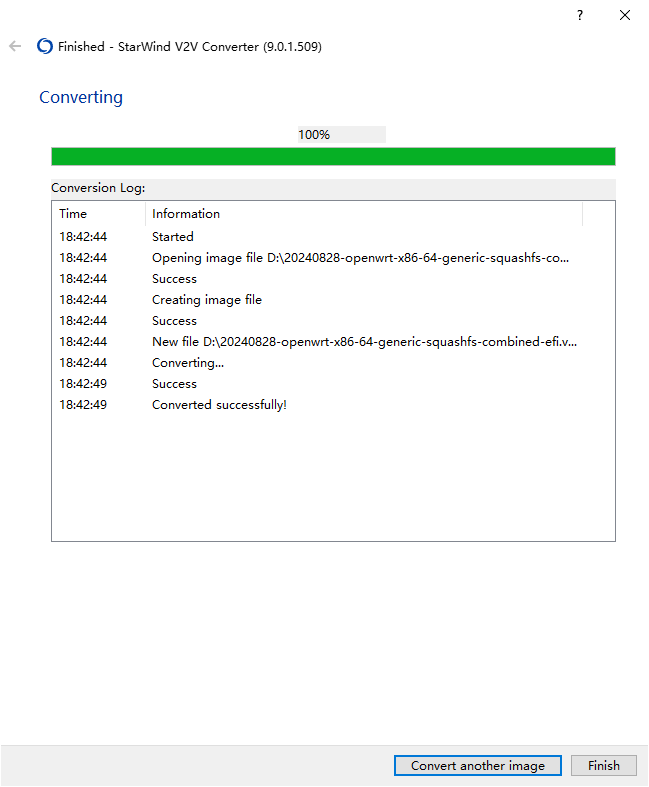 ?
Finished - StarWind V2V Converter (9.0.1.509)
Converting
100%
Conversion Log:
Time Information
18:42:44 Started
18:42:44 Opening image file D:\20240828-openwrt-x86-64-generic-squashfs-co...
18:42:44 Success
18:42:44 Creating image file
18:42:44 Success
18:42:44 New file D:\20240828-openwrt-x86-64-generic-squashfs-combined-efi.v...
18:42:44 Converting...
18:42:49 Success
18:42:49 Converted successfully!
Convert another image Finish